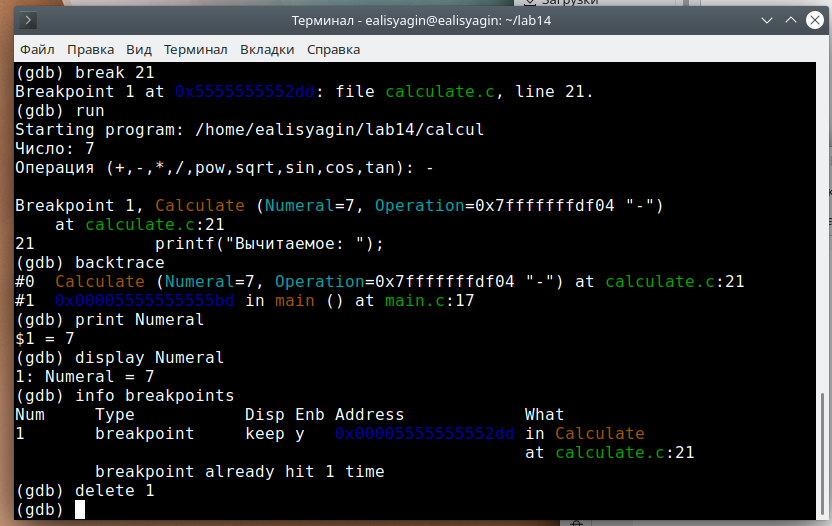 Загрузки
Терминал - ealisyagin@ealisyagin: ~/lab14
Файл Правка Вид Терминал Вкладки Справка
(gdb) break 21
Breakpoint 1 at 0x5555555552dd: file calculate.c, line 21.
(gdb) run
Starting program: /home/ealisyagin/lab14/calcul
Число: 7
Операция (+,-,*,/,pow,sqrt,sin,cos,tan): -
Breakpoint 1, Calculate (Numeral=7, Operation=0x7fffffffdf04 "-")
at calculate.c:21
21 printf("Вычитаемое: ");
(gdb) backtrace
#0 Calculate (Numeral=7, Operation=0x7fffffffdf04 "-") at calculate.c:21
#1 0x00005555555555bd in main () at main.c:17
(gdb) print Numeral
$1 = 7
(gdb) display Numeral
1: Numeral = 7
(gdb) info breakpoints
Num Type Disp Enb Address What
1 breakpoint keep y 0x00005555555552dd in Calculate
at calculate.c:21
breakpoint already hit 1 time
(gdb) delete 1
(gdb)